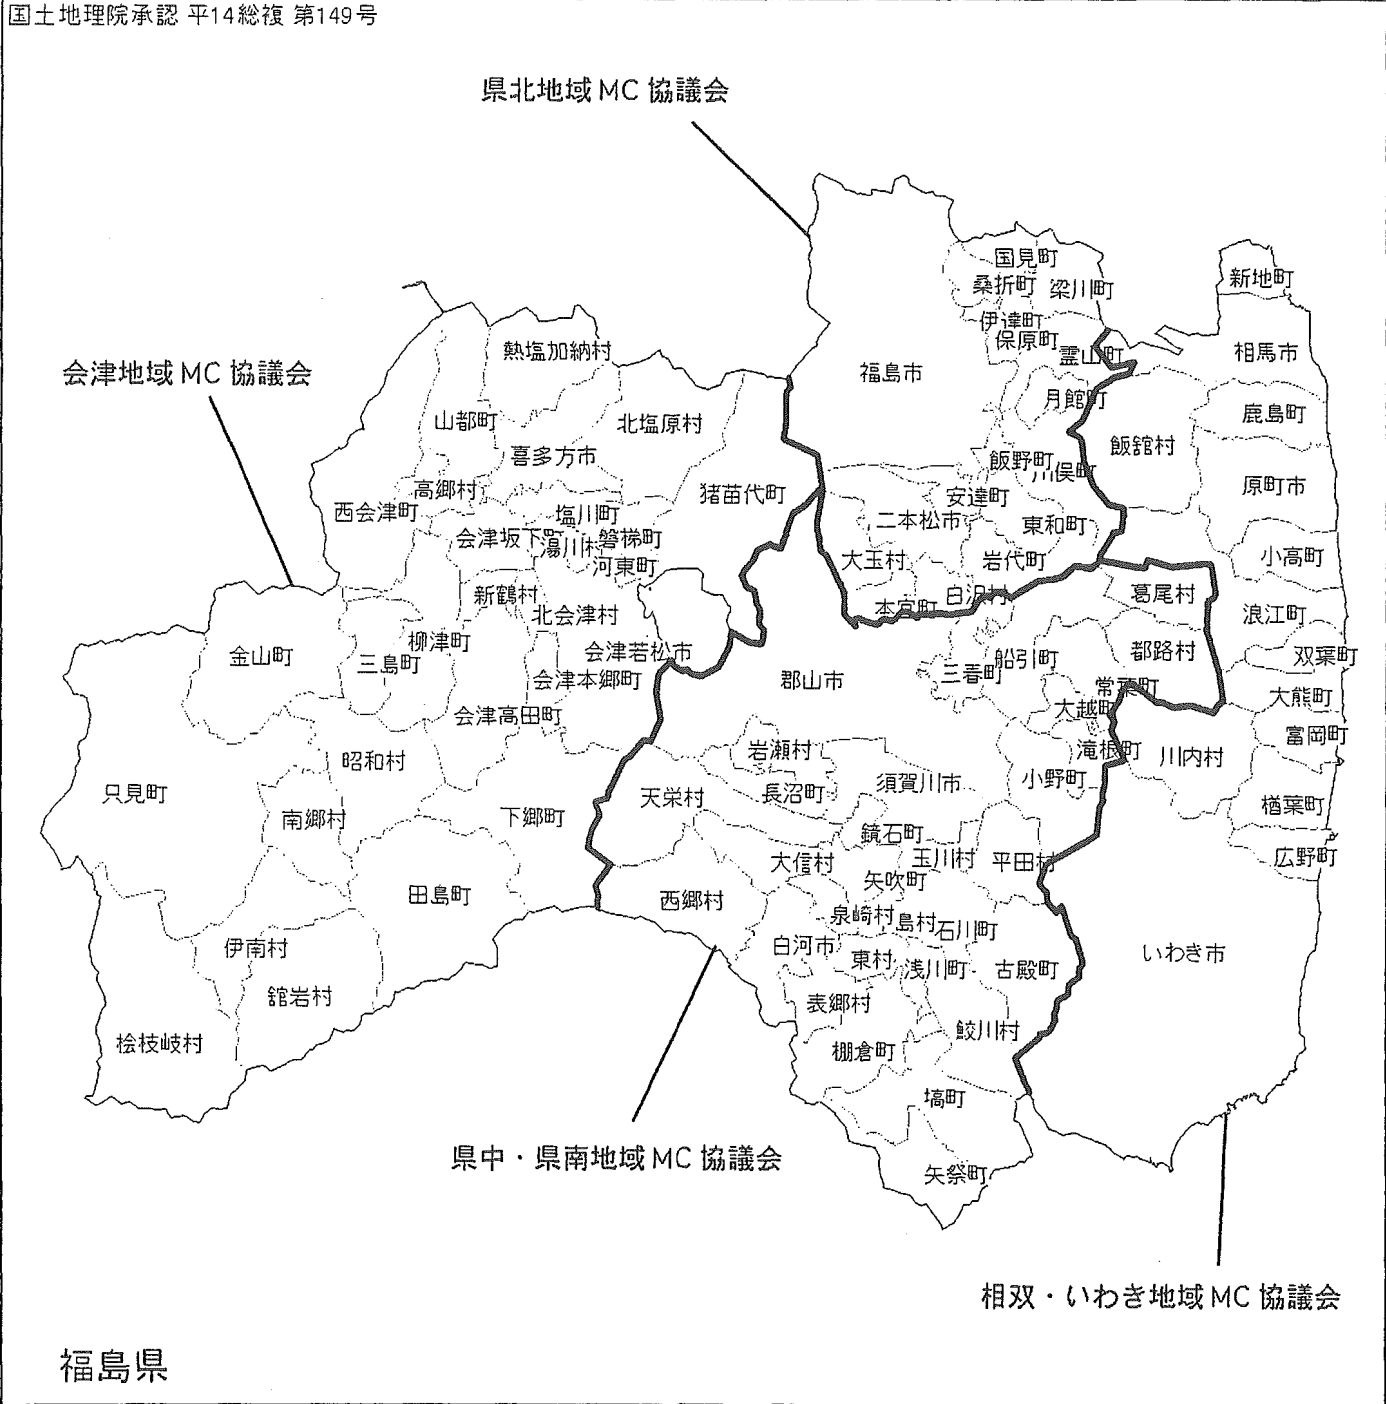 国土地理院承認 平14総複 第149号
県北地域MC協議会
会津地域MC協議会
国見町
桑折町
梁川町
新地町
伊達町
保原町
霊山町
相馬市
熱塩加納村
福島市
月館町
鹿島町
山都町
北塩原村
飯舘村
喜多方市
飯野町
川俣町
高郷村
猪苗代町
安達町
原町市
西会津町
塩川町
二本松市
東和町
会津坂下町
湯川村
磐梯町
大玉村
岩代町
小高町
河東町
新鶴村
本宮町
白沢村
葛尾村
北会津村
浪江町
柳津町
金山町
三島町
会津若松市
会津本郷町
郡山市
三春町
船引町
都路村
双葉町
常葉町
大熊町
会津高田町
大越町
富岡町
昭和村
岩瀬村
滝根町
川内村
只見町
天栄村
長沼町
須賀川市
小野町
楢葉町
南郷村
下郷町
鏡石町
大信村
玉川村
平田村
広野町
田島町
西郷村
矢吹町
泉崎村
島村
石川町
伊南村
白河市
東村
浅川町
古殿町
いわき市
舘岩村
表郷村
桧枝岐村
棚倉町
鮫川村
塙町
県中・県南地域MC協議会
矢祭町
相双・いわき地域MC協議会
福島県